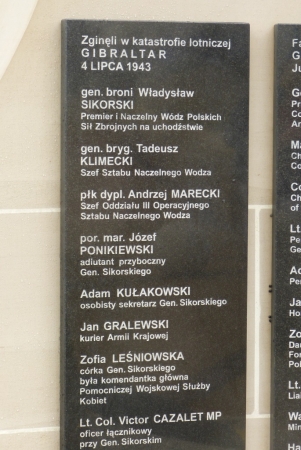 Zginęli w katastrofie lotniczej
GIBRALTAR
4 LIPCA 1943
gen. broni Władysław
SIKORSKI
Premier i Naczelny Wódz Polskich
Sił Zbrojnych na uchodźstwie
gen. bryg. Tadeusz
KLIMECKI
Szef Sztabu Naczelnego Wodza
płk dypl. Andrzej MARECKI
Szef Oddziału III Operacyjnego
Sztabu Naczelnego Wodza
por. mar. Józef
PONIKIEWSKI
adiutant przyboczny
Gen. Sikorskiego
Adam KUŁAKOWSKI
osobisty sekretarz Gen. Sikorskiego
Jan GRALEWSKI
kurier Armii Krajowej
Zofia LEŚNIOWSKA
córka Gen. Sikorskiego
była komendantka główna
Pomocniczej Wojskowej Służby
Kobiet
Lt. Col. Victor CAZALET MP
oficer łącznikowy
przy Gen. Sikorskim